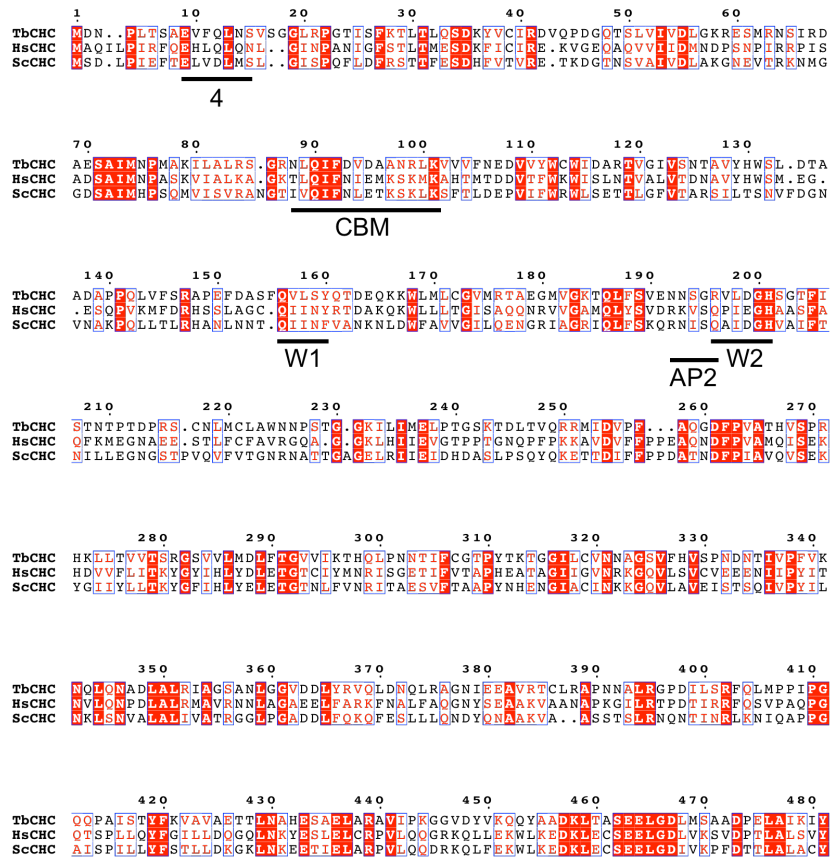 1 10 20 30 40 50 60
TbCHC MDN..PLTSAEVFQLNSVSGGLRPGTISFKTLTLQSDKYVCIRDVQPDGQTSLVIVDLGKRESMRNSIRD
HsCHC MAQILPIRFQEHLQLQNL..GINPANIGFSTLTMESDKFICIRE.KVGEQAQVVIIDMNDPSNPIRRPIS
ScCHC MSD.LPIEFTELVDLMSL..GISPQFLDFRSTTFESDHFVTVRE.TKDGTNSVAIVDLAKGNEVTRKNMG
4
70 80 90 100 110 120 130
TbCHC AESAIMNPMAKILALRS.GRNLQIFDVDAANRLKVVVFNEDVVYWCWIDARTVGIVSNTAVYHWSL.DTA
HsCHC ADSAIMNPASKVIALKA.GKTLQIFNIEMKSKMKAHTMTDDVTFWKWISLNTVALVTDNAVYHWSM.EG.
ScCHC GDSAIMHPSQMVISVRANGTIVQIFNLETKSKLKSFTLDEPVIFWRWLSETTLGFVTARSILTSNVFDGN
CBM
140 150 160 170 180 190 200
TbCHC ADAPPQLVFSRAPEFDASFQVLSYQTDEQKKWLMLCGVMRTAEGMVGKTQLFSVENNSGRVLDGHSGTFI
HsCHC .ESQPVKMFDRHSSLAGC.QIINYRTDAKQKWLLLTGISAQQNRVVGAMQLYSVDRKVSQPIEGHAASFA
ScCHC VNAKPQLLTLRHANLNNT.QIINFVANKNLDWFAVVGILQENGRIAGRIQLFSKQRNISQAIDGHVAIFT
W1
AP2
W2
210 220 230 240 250 260 270
TbCHC STNTPTDPRS.CNLMCLAWNNPSTG.GKILIMELPTGSKTDLTVQRRMIDVPF...AQGDFPVATHVSPR
HsCHC QFKMEGNAEE.STLFCFAVRGQA.G.GKLHIIEVGTPPTGNQPFPKKAVDVFFPPEAQNDFPVAMQISEK
ScCHC NILLEGNGSTPVQVFVTGNRNATTGAGELRIIEIDHDASLPSQYQKETTDIFFPPDATNDFPIAVQVSEK
280 290 300 310 320 330 340
TbCHC HKLLTVVTSRGSVVLMDLFTGVVIKTHQLPNNTIFCGTPYTKTGGILCVNNAGSVFHVSPNDNTIVPFVK
HsCHC HDVVFLITKYGYIHLYDLETGTCIYMNRISGETIFVTAPHEATAGIIGVNRKGQVLSVCVEEENIIPYIT
ScCHC YGIIYLLTKYGFIHLYELETGTNLFVNRITAESVFTAAPYNHENGIACINKKGQVLAVEISTSQIVPYIL
350 360 370 380 390 400 410
TbCHC NQLQNADLALRIAGSANLGGVDDLYRVQLDNQLRAGNIEEAVRTCLRAPNNALRGPDILSRFQLMPPIPG
HsCHC NVLQNPDLALRMAVRNNLAGAEELFARKFNALFAQGNYSEAAKVAANAPKGILRTPDTIRRFQSVPAQPG
ScCHC NKLSNVALALIVATRGGLPGADDLFQKQFESLLLQNDYQNAAKVA..ASSTSLRNQNTINRLKNIQAPPG
420 430 440 450 460 470 480
TbCHC QQPAISTYFKVAVAETTLNAHESAELARAVIPKGGVDYVKQQYAADKLTASEELGDLMSAADPELAIKIY
HsCHC QTSPLLQYFGILLDQGQLNKYESLELCRPVLQQGRKQLLEKWLKEDKLECSEELGDLVKSVDPTLALSVY
ScCHC AISPILLYFSTLLDKGKLNKEETIELARPVLQQDRKQLFEKWLKEDKLECSEELGDIVKPFDTTLALACY